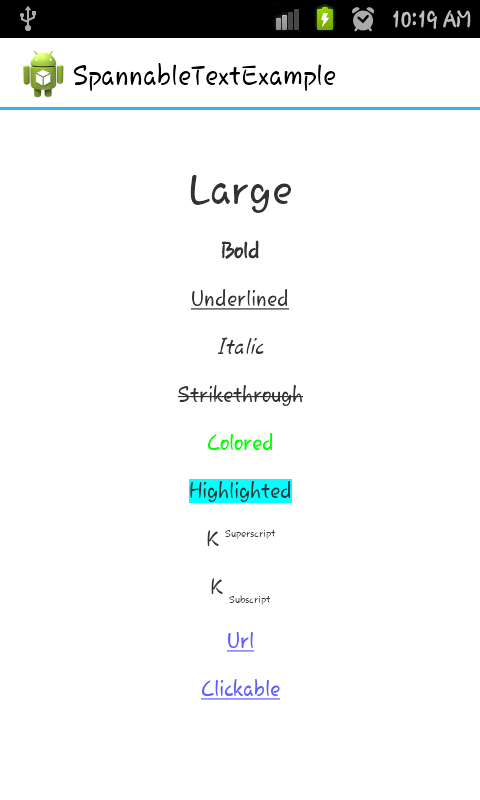 10:19 AM
SpannableTextExample
Large
Bold
Underlined
Italic
Strikethrough
Colored
Highlighted
K Superscript
K Subscript
Url
Clickable